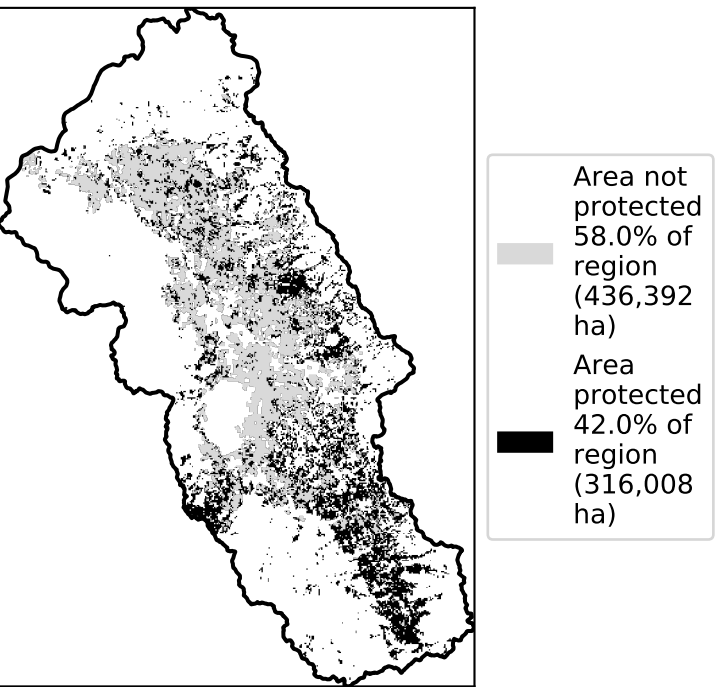 Area not
protected
58.0% of
region
(436,392
ha)
Area
protected
42.0% of
region
(316,008
ha)